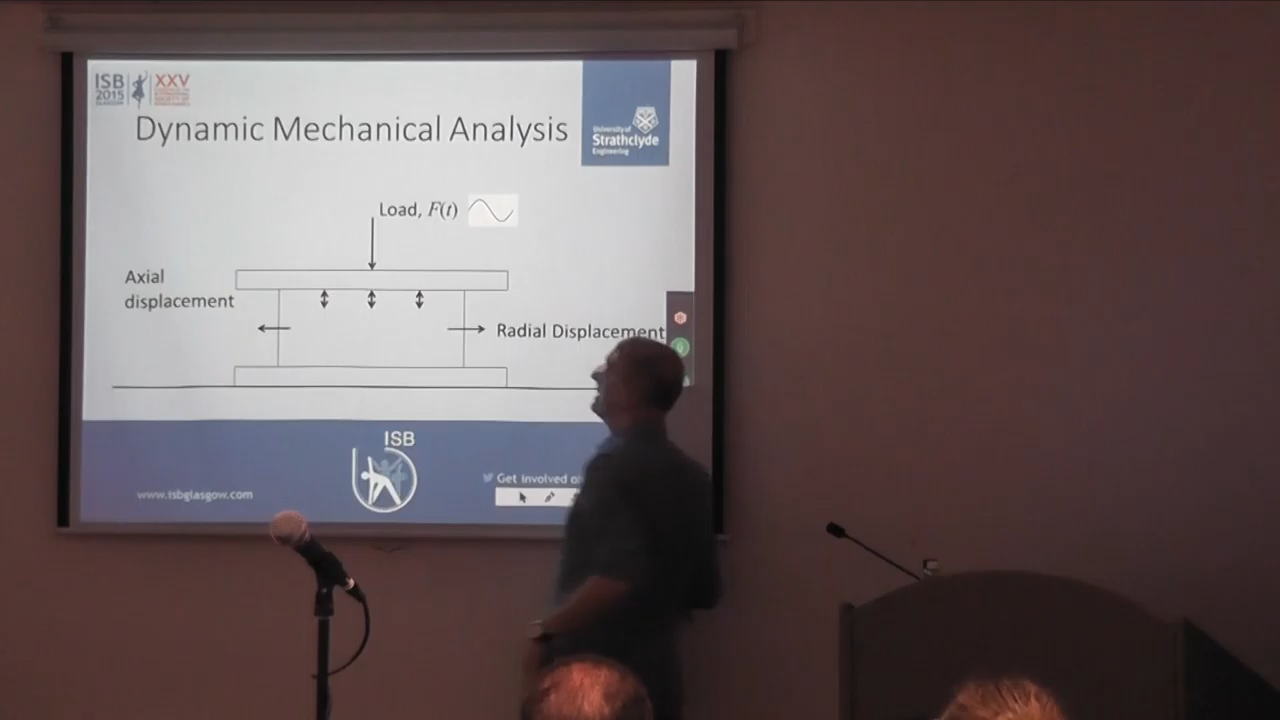 ISB
2015
GLASGOW
XXV
Dynamic Mechanical Analysis
University of
Strathclyde
Engineering
Load, F(t)
Axial
displacement
Radial Displacement
ISB
www.isbglasgow.com
Get involved